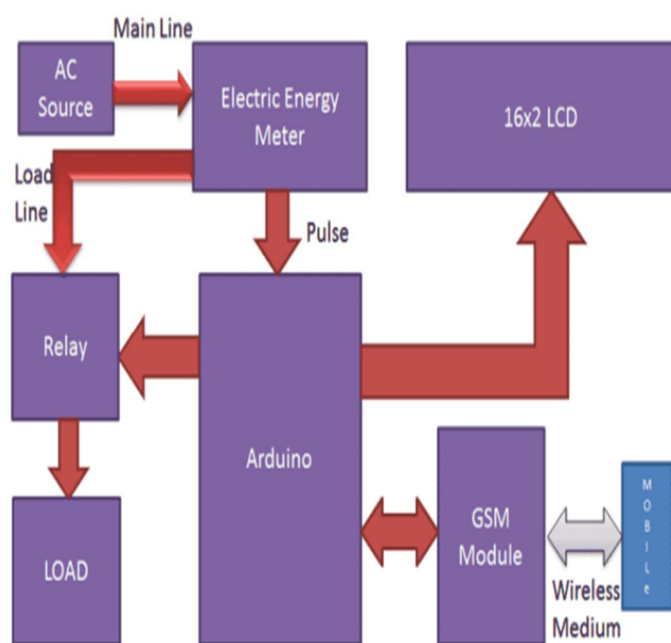 Main Line
AC
Source
Electric Energy
Meter
16x2 LCD
Load
Line
Pulse
Relay
Arduino
LOAD
GSM
Module
Wireless
Medium
M
O
B
I
L
e